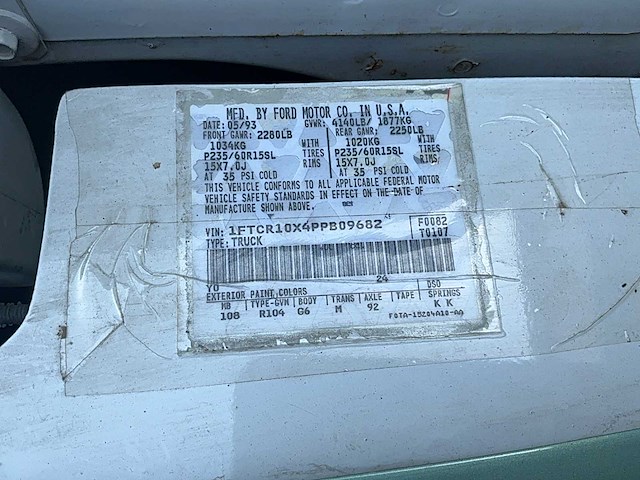 MFD. BY FORD MOTOR CO. IN U.S.A.
DATE: 05/93 GVWR: 4140LB/ 1877KG
FRONT GAWR: 2280LB REAR GAWR: 2250LB
1034KG WITH 1020KG WITH
P235/60R15SL TIRES P235/60R15SL TIRES
15X7.0J RIMS 15X7.0J RIMS
AT 35 PSI COLD AT 35 PSI COLD
THIS VEHICLE CONFORMS TO ALL APPLICABLE FEDERAL MOTOR
VEHICLE SAFETY STANDARDS IN EFFECT ON THE DATE OF
MANUFACTURE SHOWN ABOVE.
VIN: 1FTCR10X4PPB09682 F0082
TYPE: TRUCK T0107
YO 24
EXTERIOR PAINT COLORS DSO
WB TYPE-GVW BODY TRANS AXLE TAPE SPRINGS
108 R104 G6 M 92 K K
F0TA-15204A10-AA